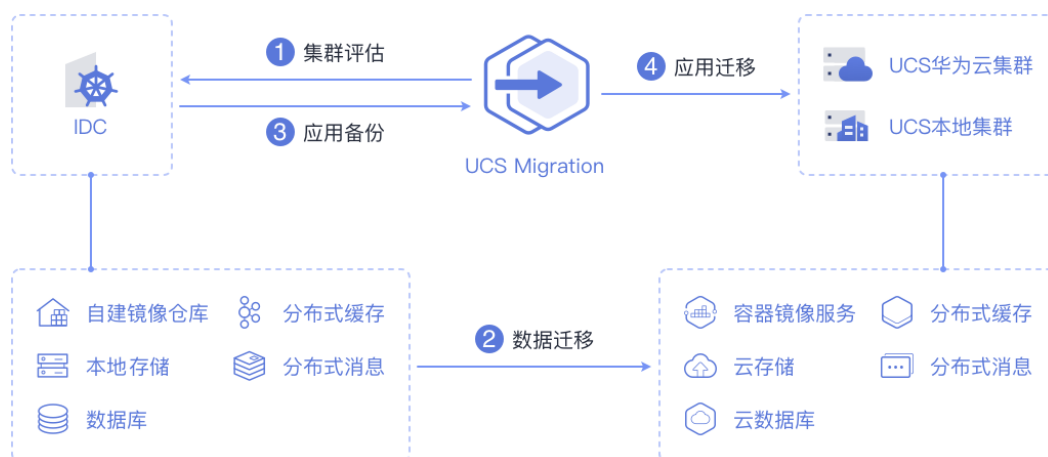 1 集群评估
IDC
3 应用备份
UCS Migration
4 应用迁移
UCS华为云集群
UCS本地集群
自建镜像仓库
分布式缓存
本地存储
分布式消息
数据库
2 数据迁移
容器镜像服务
分布式缓存
云存储
分布式消息
云数据库